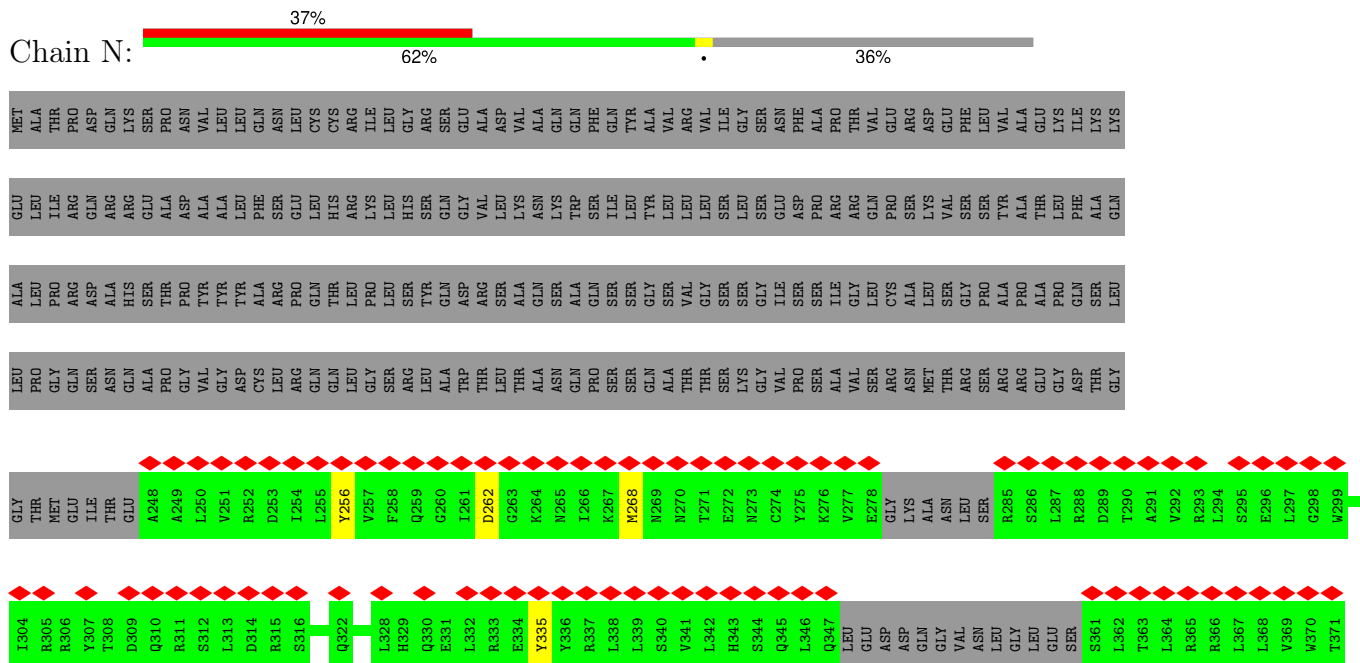 37%
Chain N:
62%
•
36%
MET ALA THR PRO ASP GLN LYS SER PRO ASN VAL LEU LEU GLN ASN LEU CYS CYS ARG ILE LEU GLY ARG SER GLU ALA ASP VAL ALA GLN GLN PHE GLN TYR ALA VAL ARG VAL ILE GLY SER ASN PHE ALA PRO THR VAL GLU ARG ASP GLU PHE LEU VAL ALA GLU LYS ILE LYS LYS
GLU LEU ILE ARG GLN ARG ARG GLU ALA ASP ALA ALA LEU PHE SER GLU LEU HIS ARG LYS LEU HIS SER GLN GLY VAL LEU LYS ASN LYS TRP SER ILE LEU TYR LEU LEU LEU SER LEU SER GLU ASP PRO ARG ARG GLN PRO SER LYS VAL SER SER TYR ALA THR LEU PHE ALA GLN
ALA LEU PRO ARG ASP ALA HIS SER THR PRO TYR TYR TYR ALA ARG PRO GLN THR LEU PRO LEU SER TYR GLN ASP ARG SER ALA GLN SER ALA GLN SER SER GLY SER VAL GLY SER SER GLY ILE SER SER ILE GLY LEU CYS ALA LEU SER GLY PRO ALA PRO ALA PRO GLN SER LEU
LEU PRO GLY GLN SER ASN GLN ALA PRO GLY VAL GLY ASP CYS LEU ARG GLN GLN LEU GLY SER ARG LEU ALA TRP THR LEU THR ALA ASN GLN PRO SER SER GLN ALA THR THR SER LYS GLY VAL PRO SER ALA VAL SER ARG ASN MET THR ARG SER ARG ARG GLU GLY ASP THR GLY
GLY THR MET GLU ILE THR GLU A248 A249 L250 V251 R252 D253 I254 L255 Y256 V257 F258 Q259 G260 I261 D262 G263 K264 N265 I266 K267 M268 N269 N270 T271 E272 N273 C274 Y275 K276 V277 E278 GLY LYS ALA ASN LEU SER R285 S286 L287 R288 D289 T290 A291 V292 R293 L294 S295 E296 L297 G298 W299
I304 R305 R306 Y307 T308 D309 Q310 R311 S312 L313 D314 R315 S316 Q322 L328 H329 Q330 E331 L332 R333 E334 Y335 Y336 R337 L338 L339 S340 V341 L342 H343 S344 Q345 L346 Q347 LEU GLU ASP ASP GLN GLY VAL ASN LEU GLY LEU GLU SER S361 L362 T363 L364 R365 R366 L367 L368 V369 W370 T371